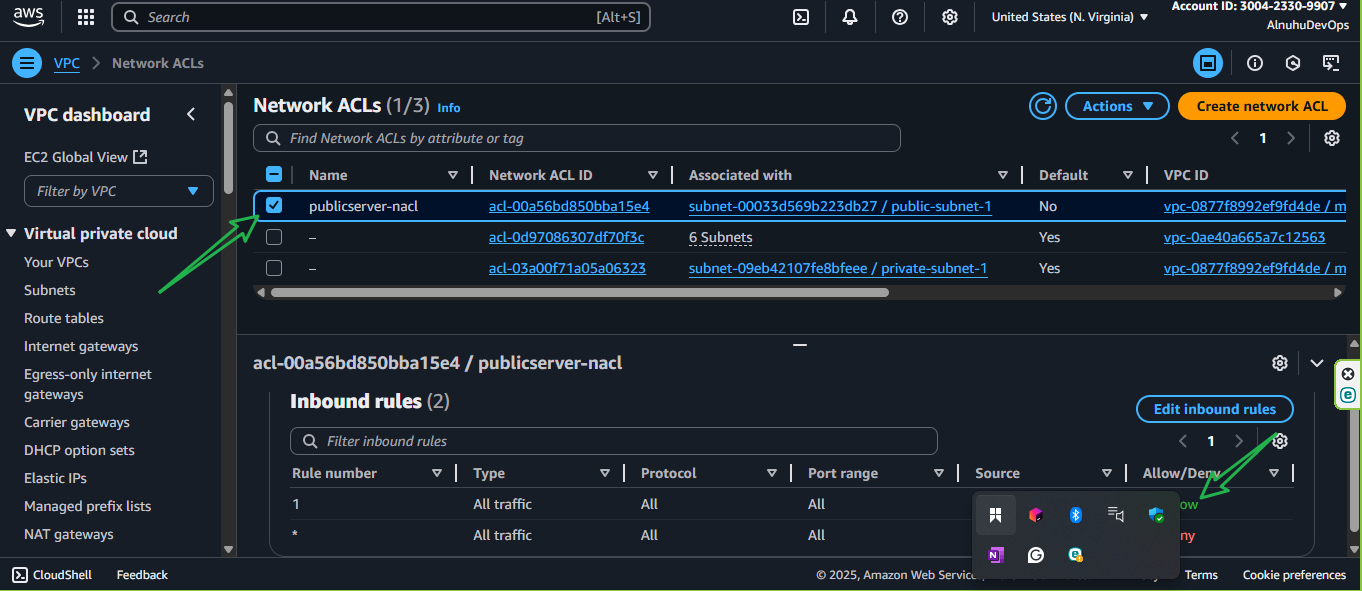 aws
Search [Alt+S]
United States (N. Virginia)
Account ID: 3004-2330-9907
AlnuhuDevOps
VPC
Network ACLs
VPC dashboard
EC2 Global View
Filter by VPC
Virtual private cloud
Your VPCs
Subnets
Route tables
Internet gateways
Egress-only internet
gateways
Carrier gateways
DHCP option sets
Elastic IPs
Managed prefix lists
NAT gateways
Network ACLs (1/3) Info
Actions
Create network ACL
Find Network ACLs by attribute or tag
1
Name Network ACL ID Associated with Default VPC ID
publicserver-nacl acl-00a56bd850bba15e4 subnet-00033d569b223db27 / public-subnet-1 No vpc-0877f8992ef9fd4de / m
– acl-0d97086307df70f3c 6 Subnets Yes vpc-0ae40a665a7c12563
– acl-03a00f71a05a06323 subnet-09eb42107fe8bfeee / private-subnet-1 Yes vpc-0877f8992ef9fd4de / m
acl-00a56bd850bba15e4 / publicserver-nacl
Inbound rules (2)
Edit inbound rules
Filter inbound rules
1
Rule number Type Protocol Port range Source Allow/Deny
1 All traffic All All ow
* All traffic All All ny
CloudShell Feedback © 2025, Amazon Web Servic Terms Cookie preferences